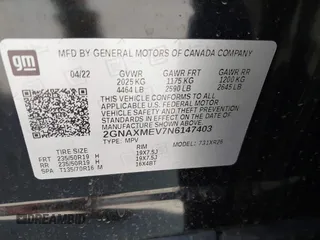 gm
MFD BY GENERAL MOTORS OF CANADA COMPANY
04/22 GVWR GAWR FRT GAWR RR
2025 KG 1175 KG 1200 KG
4464 LB 2590 LB 2645 LB
THIS VEHICLE CONFORMS TO ALL APPLICABLE U.S. FEDERAL MOTOR VEHICLE SAFETY, BUMPER, AND THEFT PREVENTION STANDARDS IN EFFECT ON THE DATE OF MANUFACTURE SHOWN ABOVE.
2GNAXMEV7N6147403
TYPE: MPV MODEL:
TIRE SIZE RIM
FRT 235/50R19 H 19X7.5J
RR 235/50R19 H 19X7.5J
SPA T135/70R16 M 16X4BT
DREAMBID